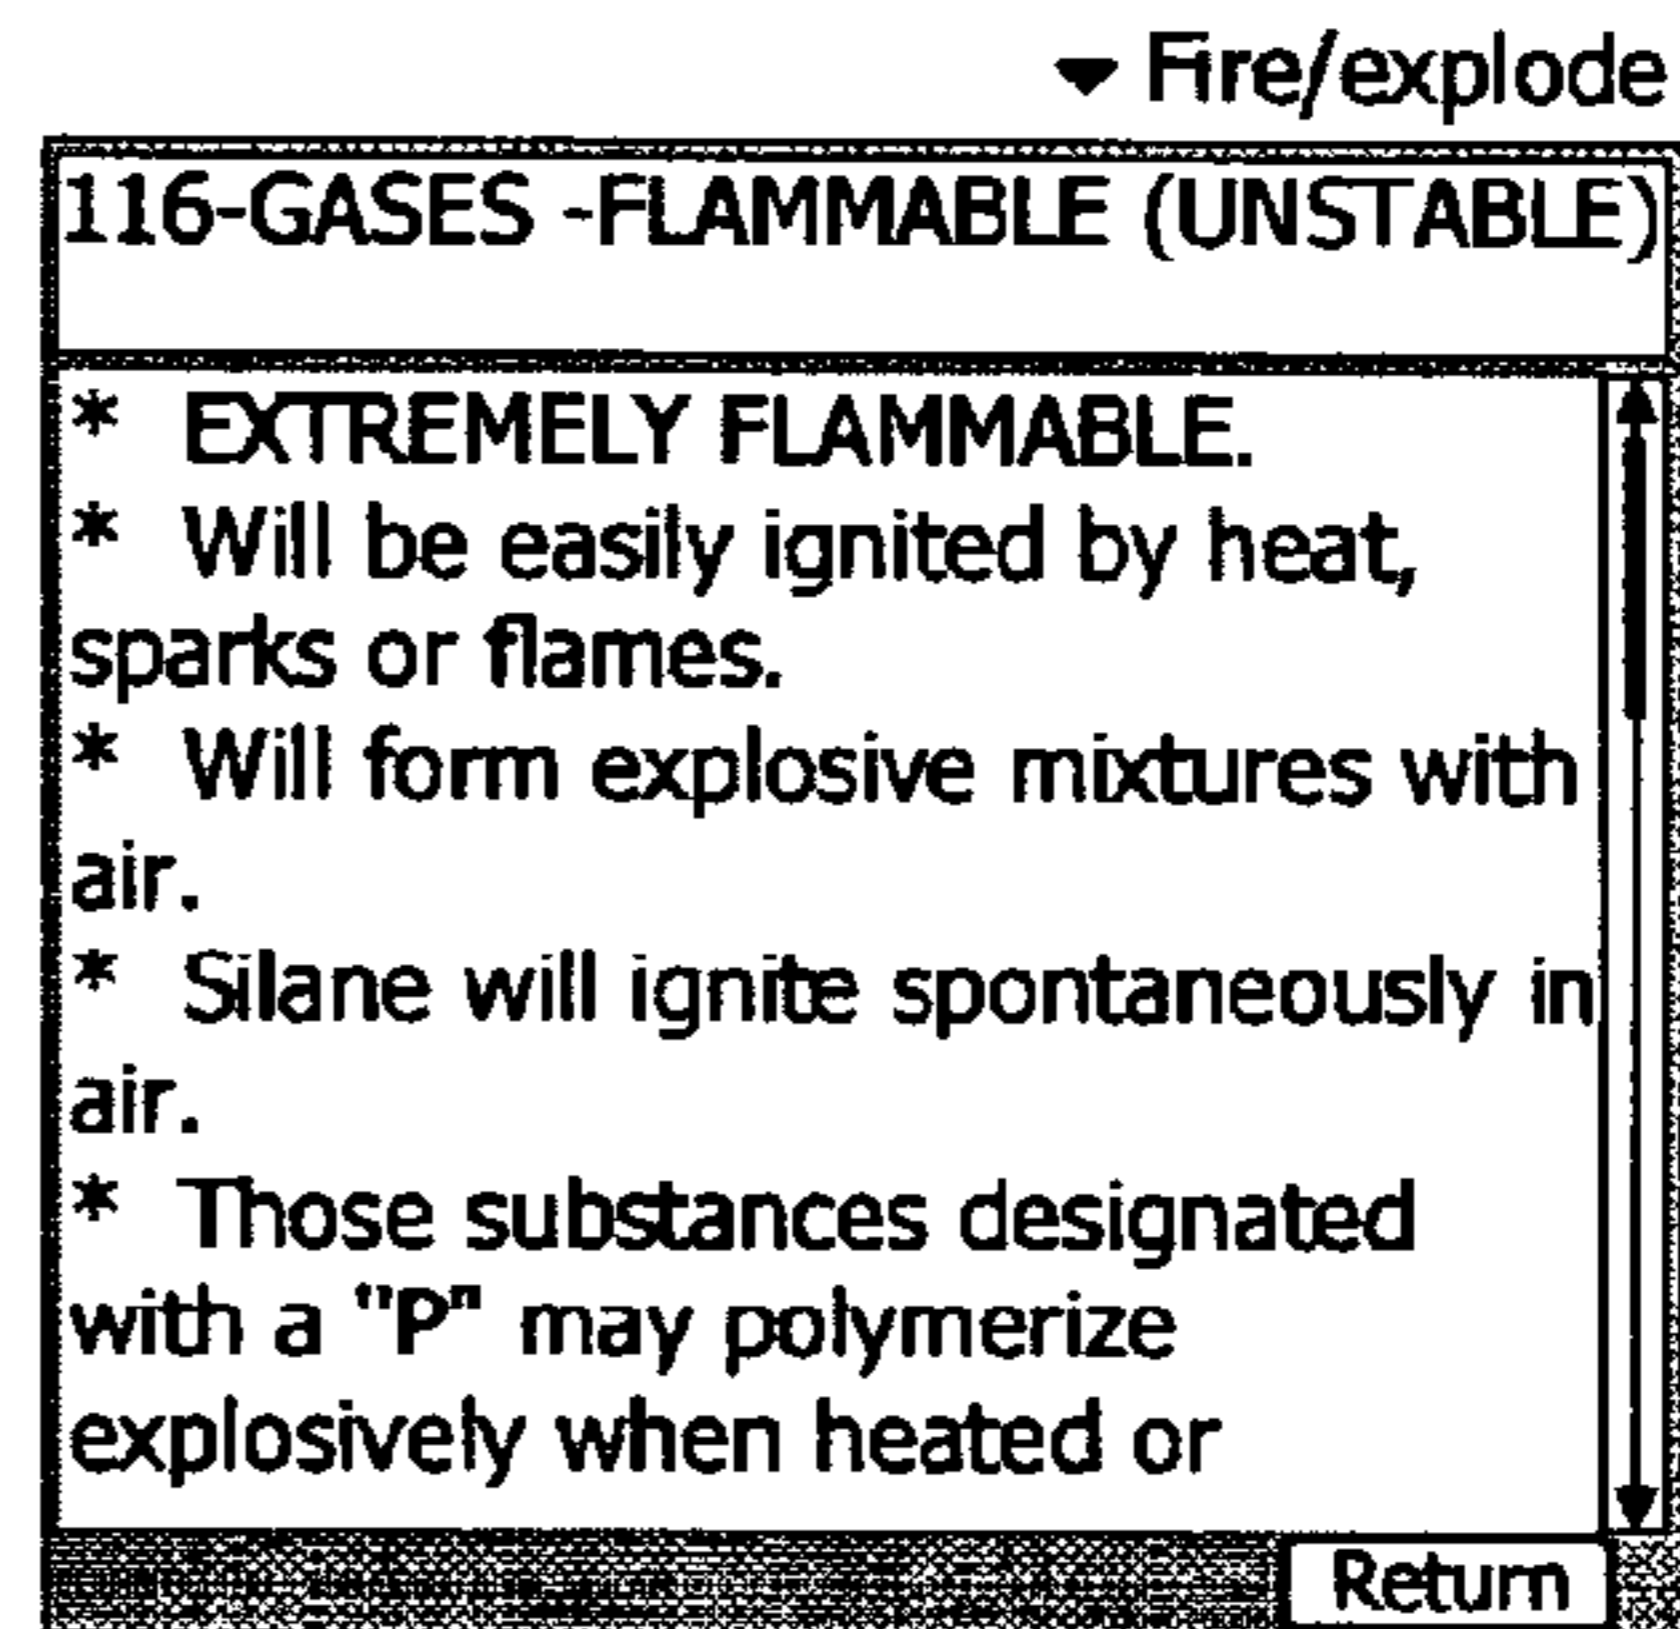 Fire/explode
116-GASES -FLAMMABLE (UNSTABLE)
* EXTREMELY FLAMMABLE.
* Will be easily ignited by heat,
sparks or flames.
* Will form explosive mixtures with
air.
* Silane will ignite spontaneously in
air.
* Those substances designated
with a "P" may polymerize
explosively when heated or
Return